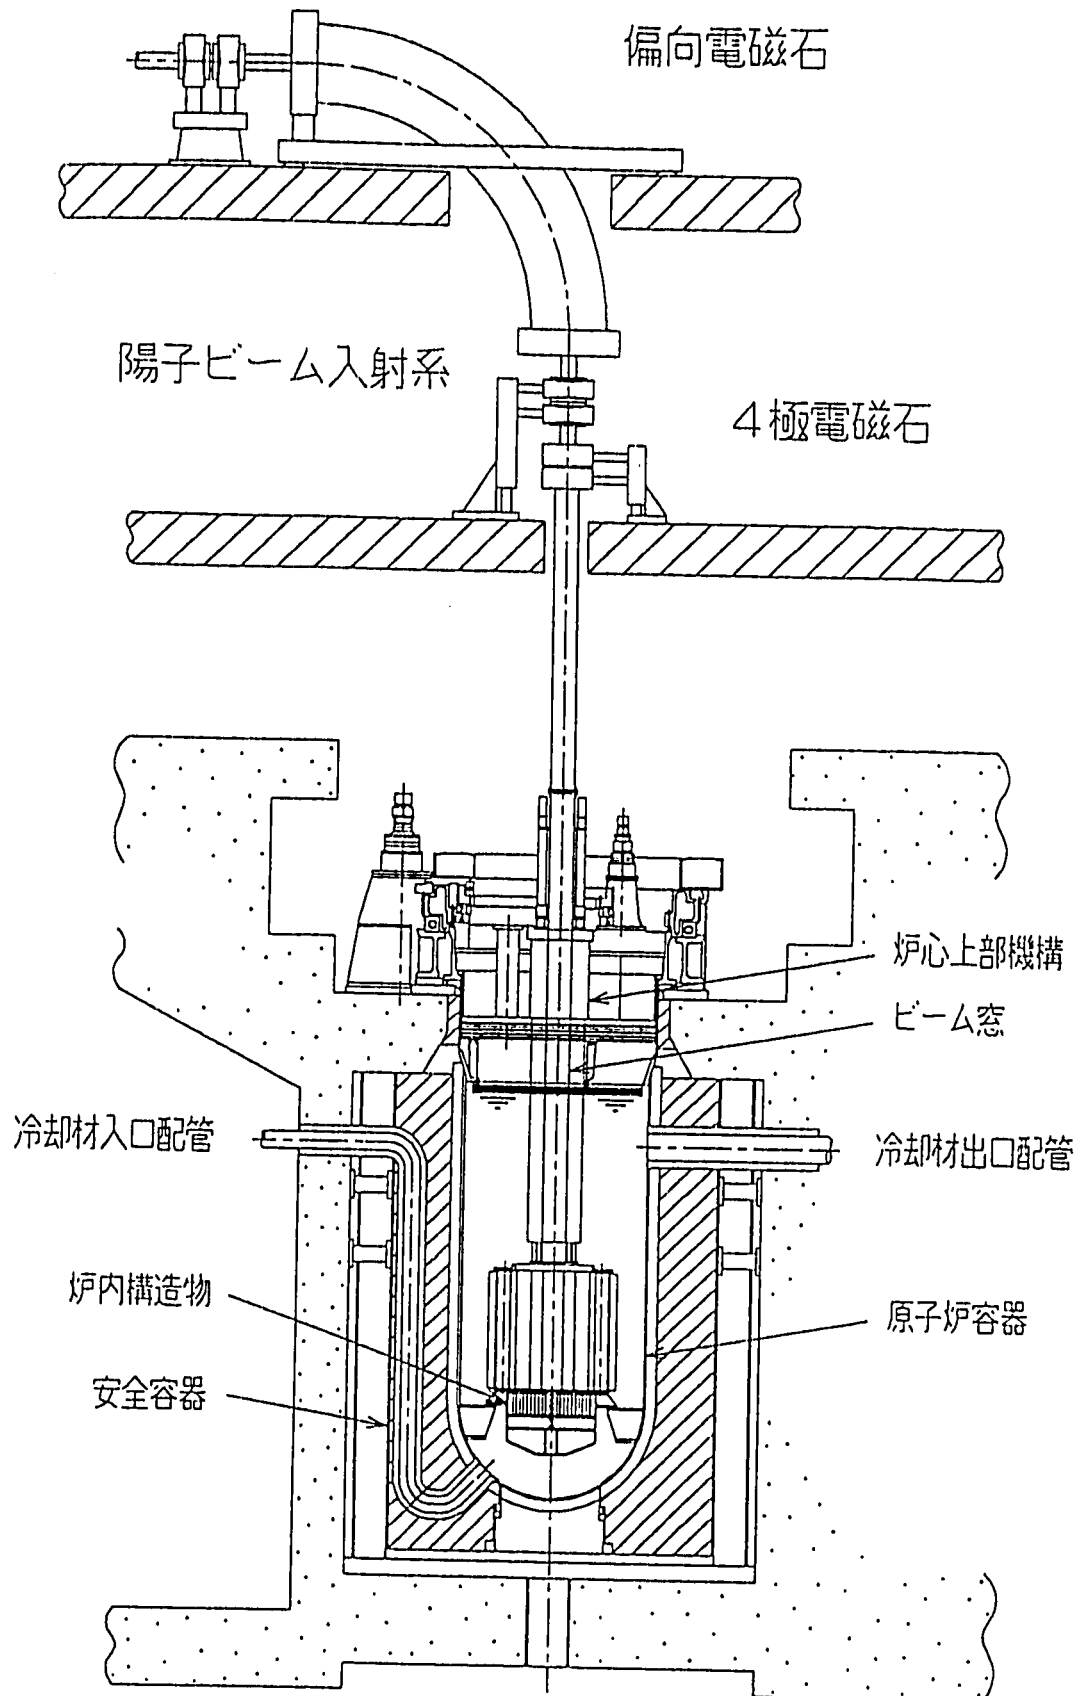 偏向電磁石
陽子ビーム入射系
4極電磁石
炉心上部機構
ビーム窓
冷却材入口配管
冷却材出口配管
炉内構造物
原子炉容器
安全容器